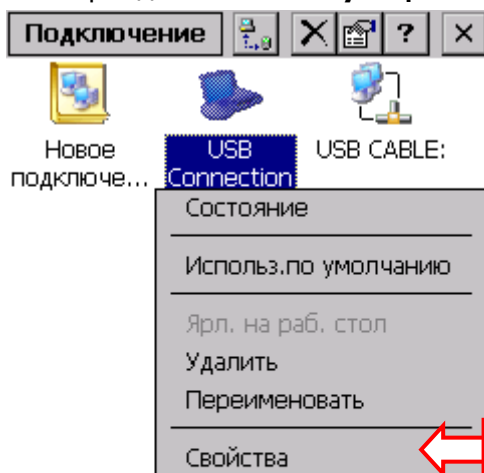 Подключение ? ×
Новое подключе...
USB Connection
USB CABLE:
Состояние
Использ.по умолчанию
Ярл. на раб. стол
Удалить
Переименовать
Свойства